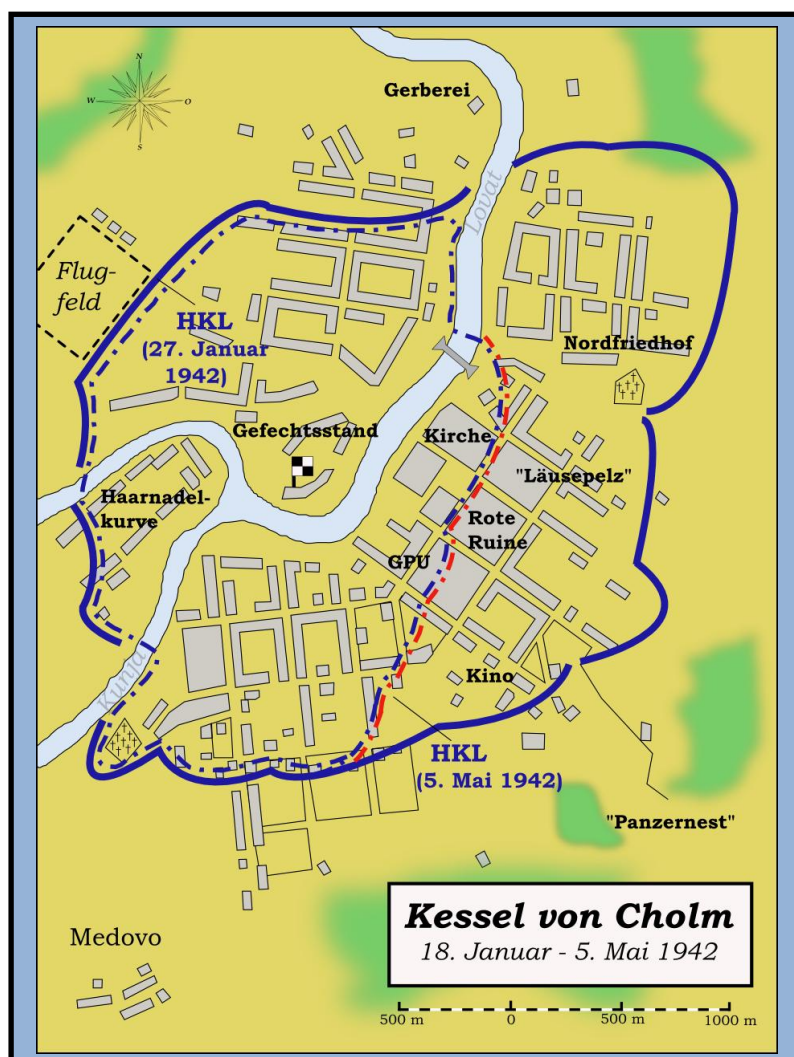 N
W
O
S
Gerberei
Lovat
Flug-
feld
HKL
(27. Januar
1942)
Nordfriedhof
Gefechtsstand
Kirche
"Läusepelz"
Haarnadel-
kurve
Rote
Ruine
GPU
Kunja
Kino
HKL
(5. Mai 1942)
"Panzernest"
Medovo
Kessel von Cholm
18. Januar - 5. Mai 1942
500 m
0
500 m
1000 m